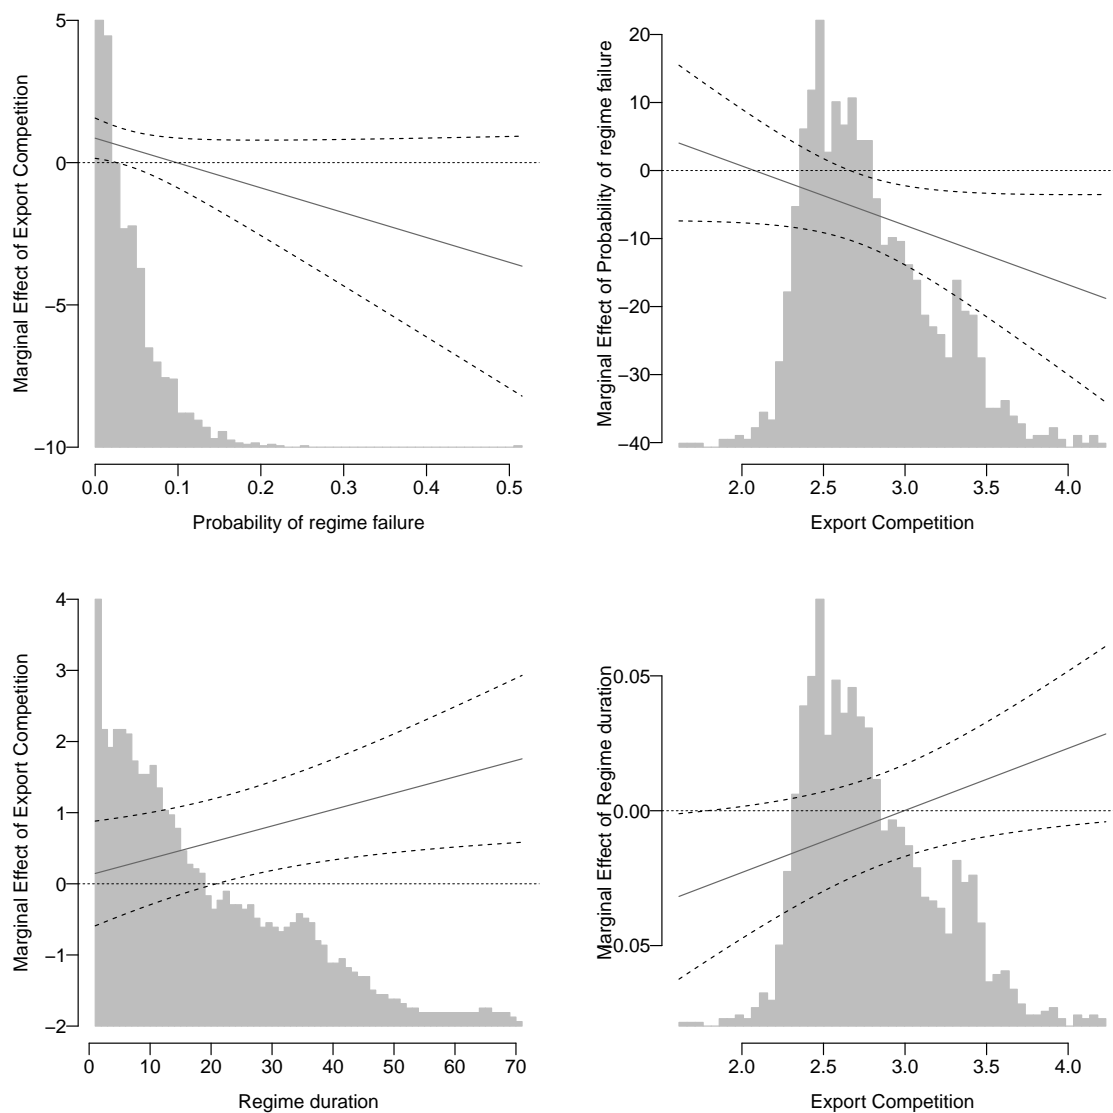 Marginal Effect of Export Competition
5
0
−5
−10
0.0 0.1 0.2 0.3 0.4 0.5
Probability of regime failure
Marginal Effect of Probability of regime failure
20
10
0
−10
−20
−30
−40
2.0 2.5 3.0 3.5 4.0
Export Competition
Marginal Effect of Export Competition
4
3
2
1
0
−1
−2
0 10 20 30 40 50 60 70
Regime duration
Marginal Effect of Regime duration
0.05
0.00
−0.05
2.0 2.5 3.0 3.5 4.0
Export Competition